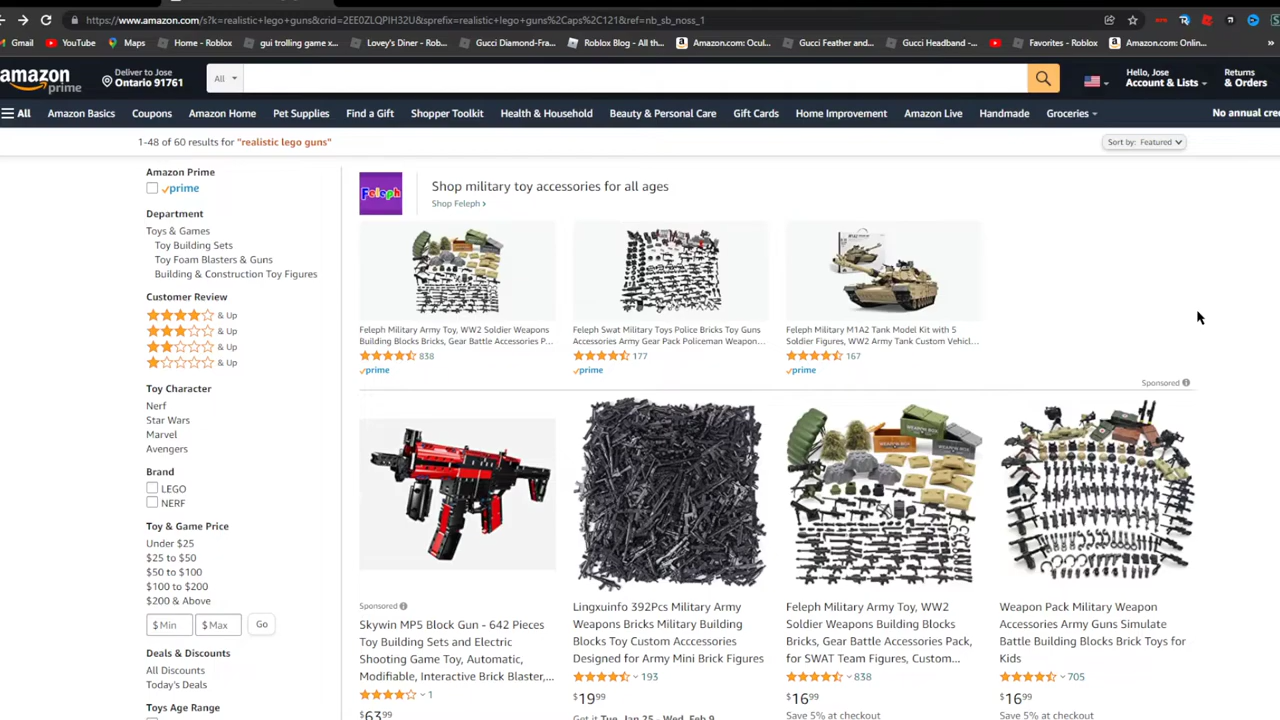 https://www.amazon.com/s?k=realistic+lego+guns&crid=2EE0ZLQPIH32U&sprefix=realistic+lego+guns%2Caps%2C121&ref=nb_sb_noss_1
Gmail YouTube Maps Home - Roblox gui trolling game x... Lovey's Diner - Rob... Gucci Diamond-Fra... Roblox Blog - All th... Amazon.com: Ocul... Gucci Feather and... Gucci Headband -... Favorites - Roblox Amazon.com: Onlin... »
amazon prime
Deliver to Jose
Ontario 91761
All
Hello, Jose
Account & Lists
Returns
& Orders
All Amazon Basics Coupons Amazon Home Pet Supplies Find a Gift Shopper Toolkit Health & Household Beauty & Personal Care Gift Cards Home Improvement Amazon Live Handmade Groceries No annual cre
1-48 of 60 results for "realistic lego guns"
Sort by: Featured
Amazon Prime
prime
Department
Toys & Games
Toy Building Sets
Toy Foam Blasters & Guns
Building & Construction Toy Figures
Customer Review
& Up
& Up
& Up
& Up
Toy Character
Nerf
Star Wars
Marvel
Avengers
Brand
LEGO
NERF
Toy & Game Price
Under $25
$25 to $50
$50 to $100
$100 to $200
$200 & Above
$ Min $ Max Go
Deals & Discounts
All Discounts
Today's Deals
Toys Age Range
Feleph
Shop military toy accessories for all ages
Shop Feleph ›
Feleph Military Army Toy, WW2 Soldier Weapons
Building Blocks Bricks, Gear Battle Accessories P...
838
prime
Feleph Swat Military Toys Police Bricks Toy Guns
Accessories Army Gear Pack Policeman Weapon...
177
prime
Feleph Military M1A2 Tank Model Kit with 5
Soldier Figures, WW2 Army Tank Custom Vehicl...
167
prime
Sponsored
Sponsored
Skywin MP5 Block Gun - 642 Pieces
Toy Building Sets and Electric
Shooting Game Toy, Automatic,
Modifiable, Interactive Brick Blaster,...
1
$6399
Lingxuinfo 392Pcs Military Army
Weapons Bricks Military Building
Blocks Toy Custom Acccessories
Designed for Army Mini Brick Figures
193
$1999
Get it Tue, Jan 25 - Wed, Feb 9
WEAPON BOX
Feleph Military Army Toy, WW2
Soldier Weapons Building Blocks
Bricks, Gear Battle Accessories Pack,
for SWAT Team Figures, Custom...
838
$1699
Save 5% at checkout
Weapon Pack Military Weapon
Accessories Army Guns Simulate
Battle Building Blocks Brick Toys for
Kids
705
$1699
Save 5% at checkout